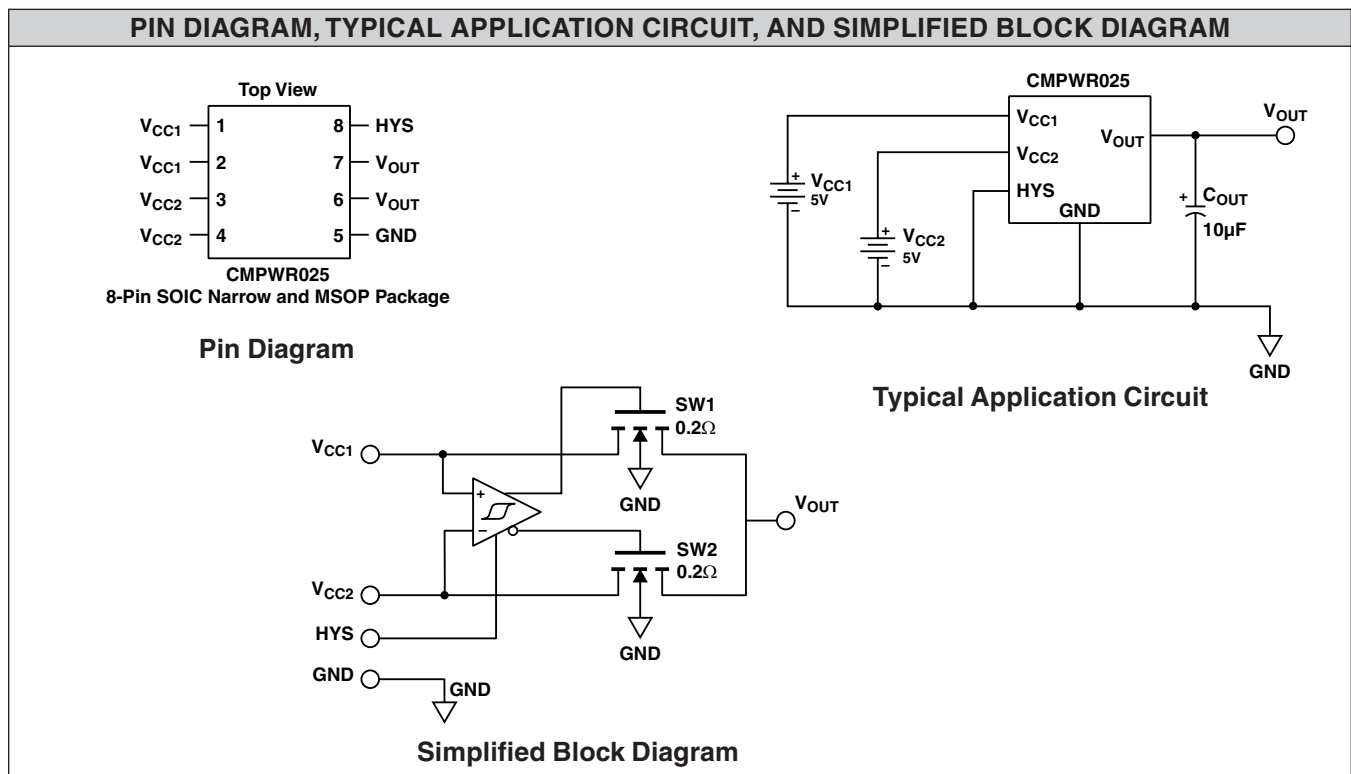 PIN DIAGRAM, TYPICAL APPLICATION CIRCUIT, AND SIMPLIFIED BLOCK DIAGRAM
Top View
VCC1 1 8 HYS
VCC1 2 7 VOUT
VCC2 3 6 VOUT
VCC2 4 5 GND
CMPWR025
8-Pin SOIC Narrow and MSOP Package
Pin Diagram
CMPWR025
VCC1
VCC2
HYS
GND
VOUT
VOUT
+ VCC1
5V
–
+ VCC2
5V
–
+ COUT
10µF
GND
Typical Application Circuit
VCC1
VCC2
HYS
GND
GND
+
–
SW1
0.2Ω
GND
SW2
0.2Ω
GND
VOUT
Simplified Block Diagram